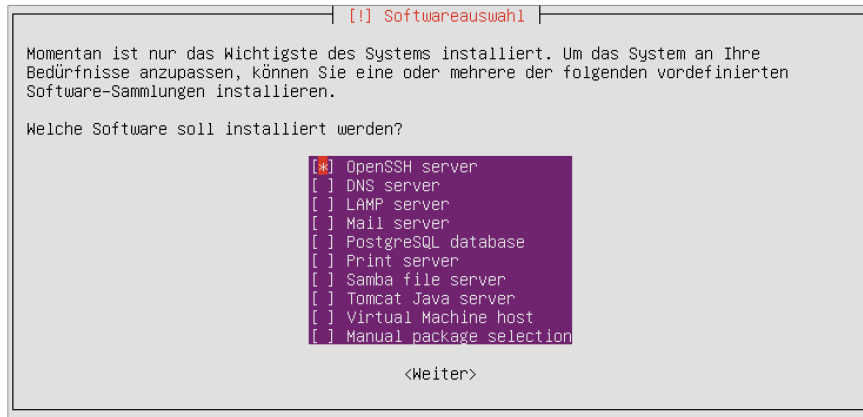 [!] Softwareauswahl
Momentan ist nur das Wichtigste des Systems installiert. Um das System an Ihre
Bedürfnisse anzupassen, können Sie eine oder mehrere der folgenden vordefinierten
Software-Sammlungen installieren.
Welche Software soll installiert werden?
[*] OpenSSH server
[ ] DNS server
[ ] LAMP server
[ ] Mail server
[ ] PostgreSQL database
[ ] Print server
[ ] Samba file server
[ ] Tomcat Java server
[ ] Virtual Machine host
[ ] Manual package selection
<Weiter>